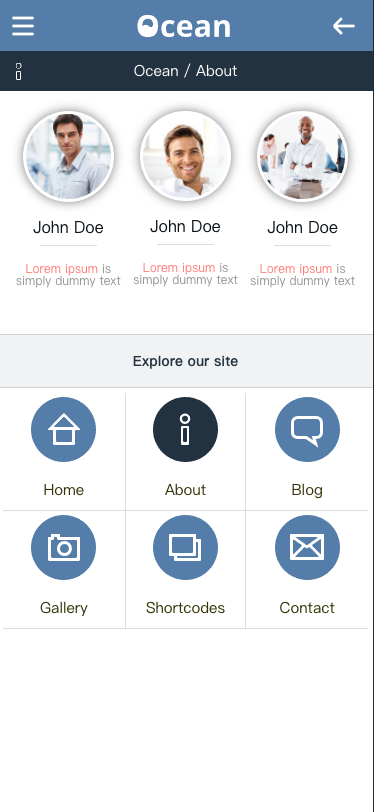 Ocean
Ocean / About
John Doe
John Doe
John Doe
Lorem ipsum is
simply dummy text
Lorem ipsum is
simply dummy text
Lorem ipsum is
simply dummy text
Explore our site
Home
About
Blog
Gallery
Shortcodes
Contact